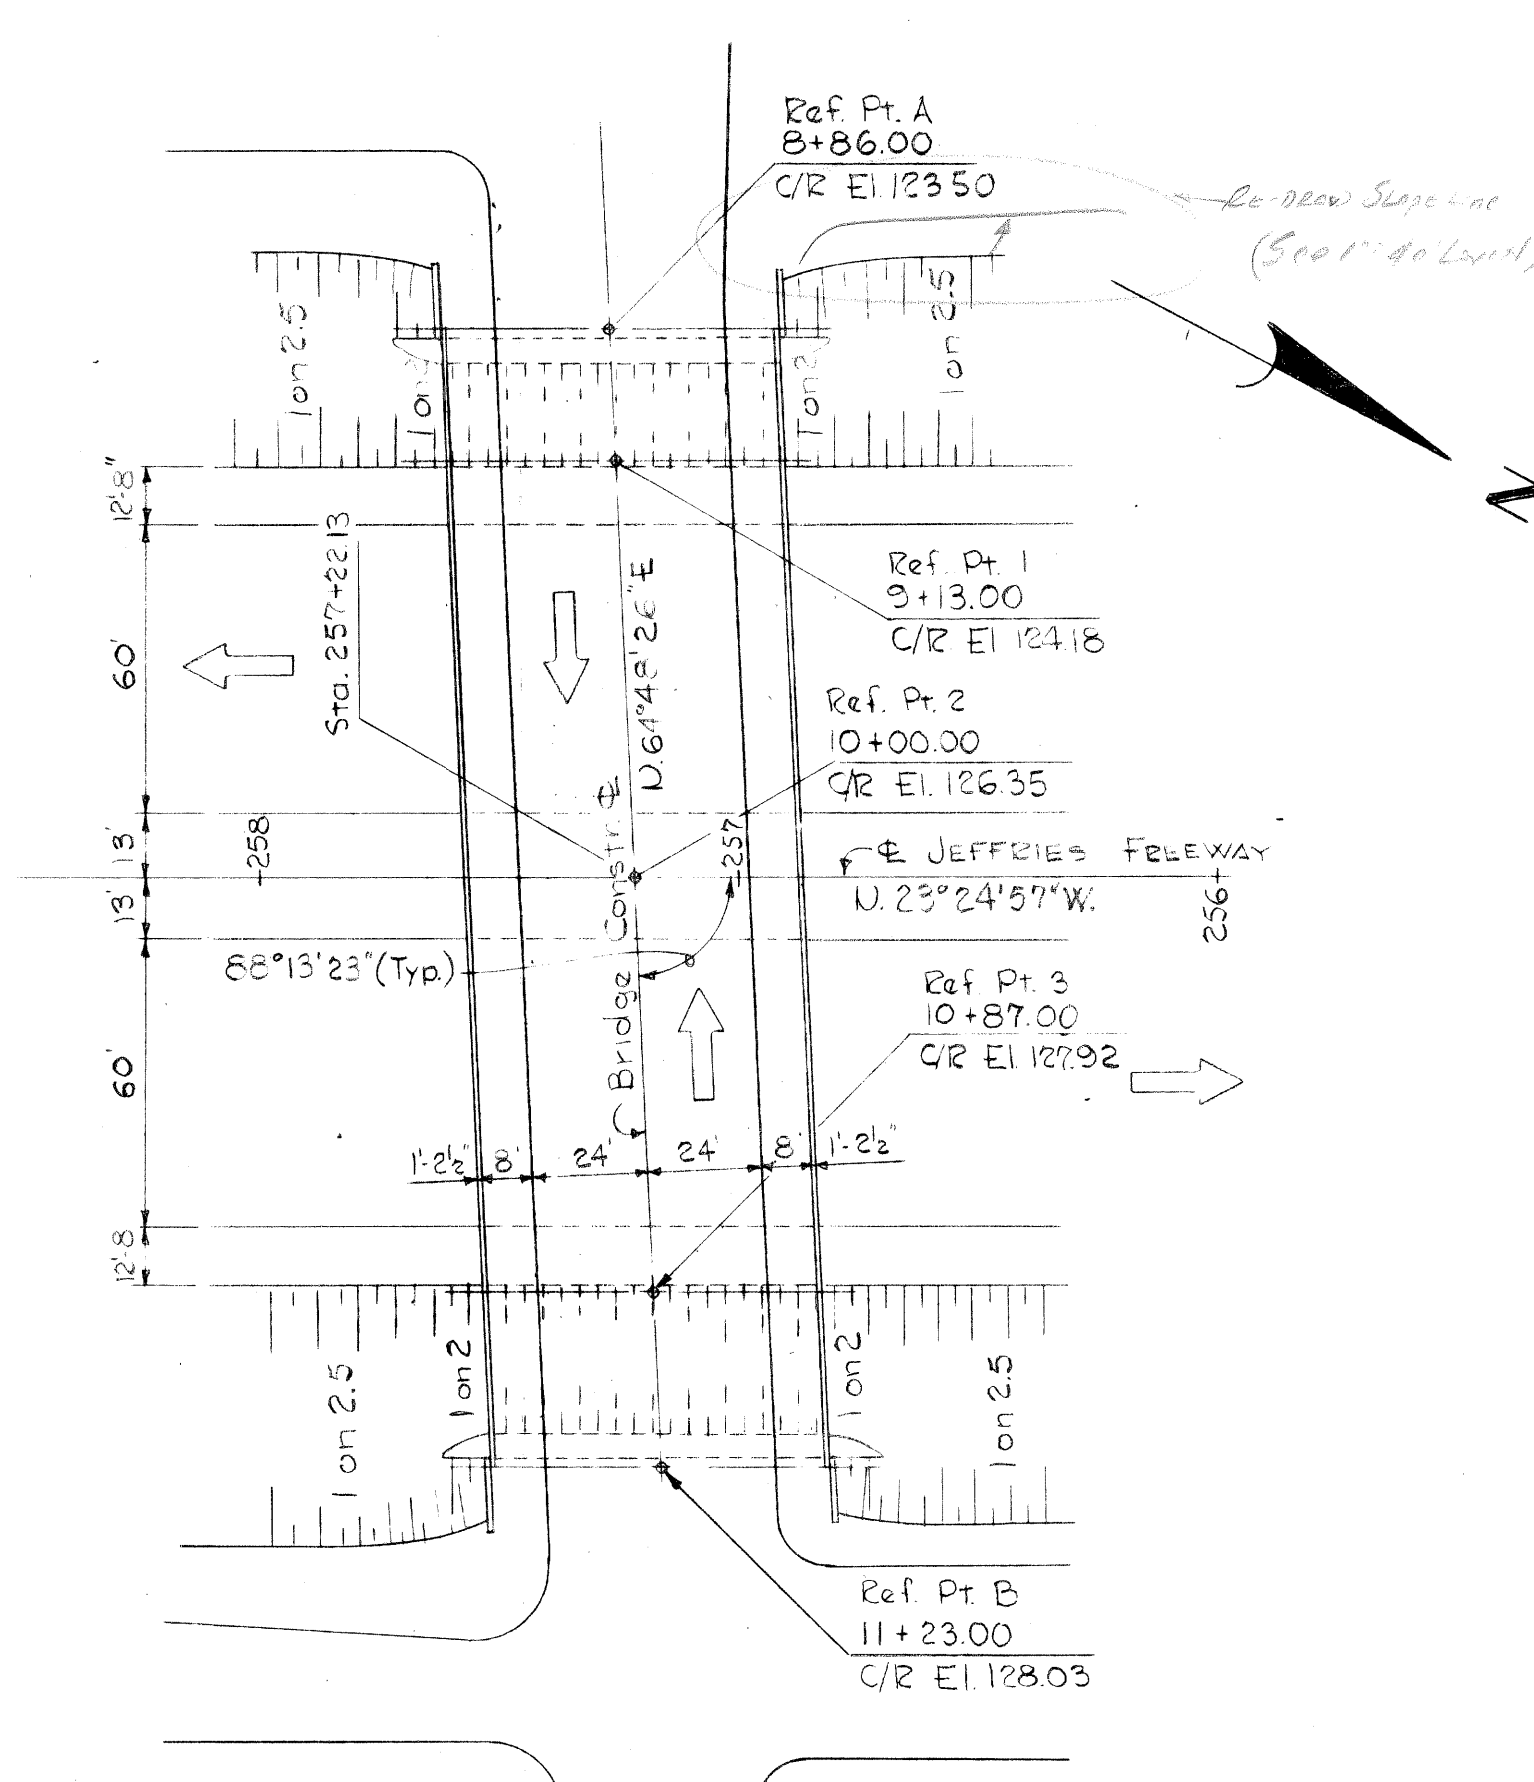 Ref. Pt. A
8+86.00
C/R El. 123.50
RE-DRAW SLOPE LINE
1 on 2.5
1 on 2
1 on 2
1 on 2.5
12'-8"
N
Ref. Pt. 1
9+13.00
C/R El 124.18
Sta. 257+22.13
60'
N. 64°48'26" E
Ref. Pt. 2
10+00.00
C/R El. 126.35
13'
258
257
℄ JEFFRIES FREEWAY
N. 23°24'57" W.
256+
13'
88°13'23" (Typ.)
℄ Bridge Constr. ℄
Ref. Pt. 3
10+87.00
C/R El. 127.92
60'
1'-2½" 8' 24' 24' 8' 1'-2½"
12'-8
1 on 2.5
1 on 2
1 on 2
1 on 2.5
Ref. Pt. B
11+23.00
C/R El. 128.03